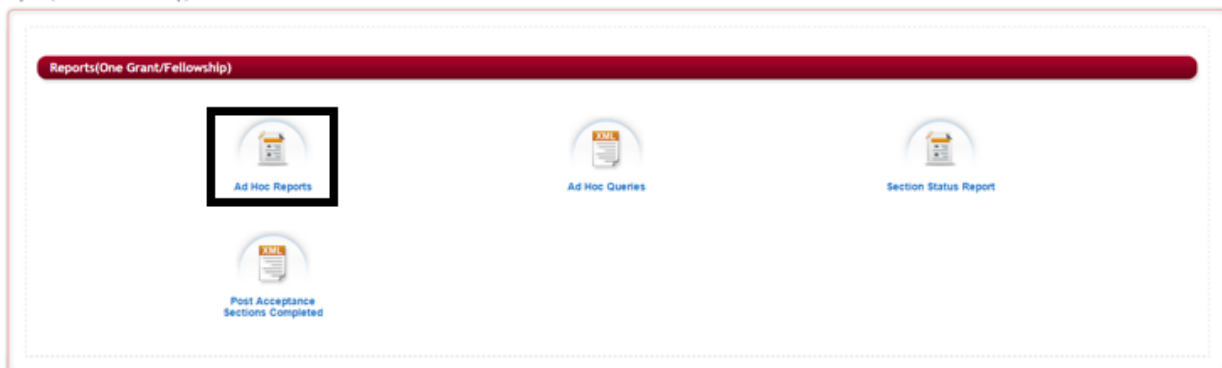 Reports(One Grant/Fellowship)
XML
XML
Ad Hoc Reports
Ad Hoc Queries
Section Status Report
Post Acceptance
Sections Completed